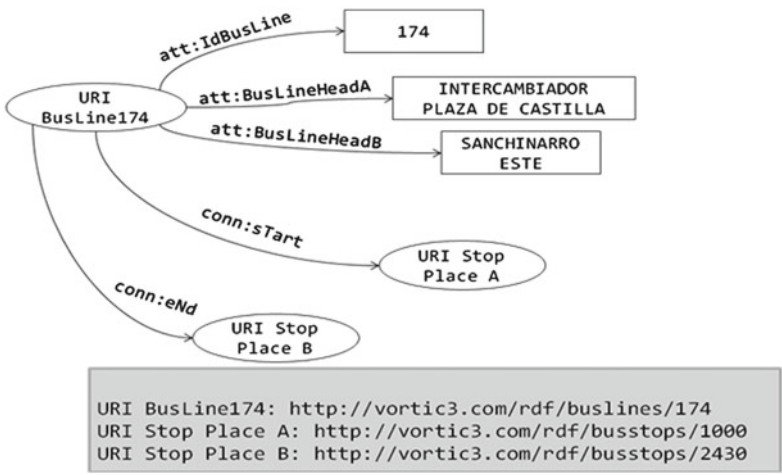 att:IdBusLine
174
URI
BusLine174
att:BusLineHeadA
INTERCAMBIADOR
PLAZA DE CASTILLA
att:BusLineHeadB
SANCHINARRO
ESTE
conn:sTart
URI Stop
Place A
conn:eNd
URI Stop
Place B
URI BusLine174: http://vortic3.com/rdf/buslines/174
URI Stop Place A: http://vortic3.com/rdf/busstops/1000
URI Stop Place B: http://vortic3.com/rdf/busstops/2430